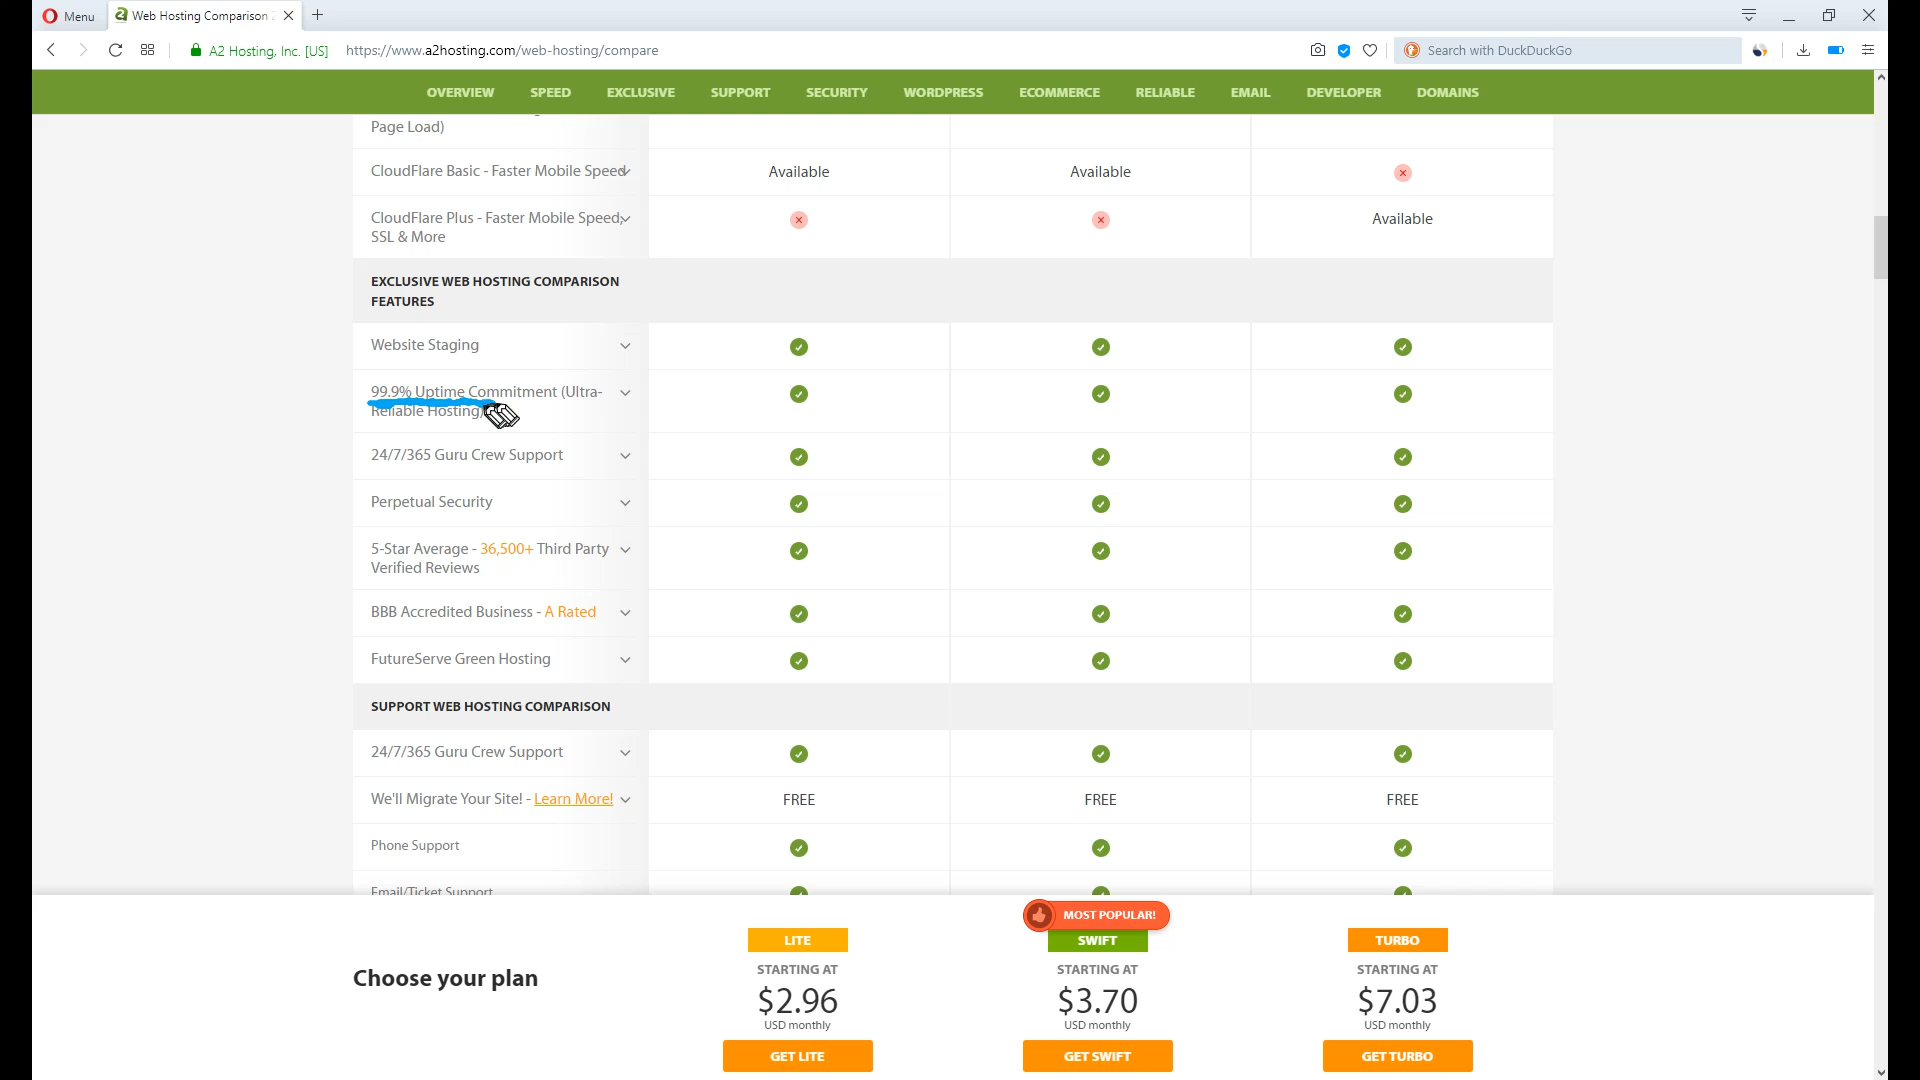 Menu
Web Hosting Comparison 2
A2 Hosting, Inc. [US]
https://www.a2hosting.com/web-hosting/compare
Search with DuckDuckGo
OVERVIEW SPEED EXCLUSIVE SUPPORT SECURITY WORDPRESS ECOMMERCE RELIABLE EMAIL DEVELOPER DOMAINS
Page Load)
CloudFlare Basic - Faster Mobile Speed Available Available
CloudFlare Plus - Faster Mobile Speed, Available
SSL & More
EXCLUSIVE WEB HOSTING COMPARISON
FEATURES
Website Staging
99.9% Uptime Commitment (Ultra-
Reliable Hosting)
24/7/365 Guru Crew Support
Perpetual Security
5-Star Average - 36,500+ Third Party
Verified Reviews
BBB Accredited Business - A Rated
FutureServe Green Hosting
SUPPORT WEB HOSTING COMPARISON
24/7/365 Guru Crew Support
We'll Migrate Your Site! - Learn More! FREE FREE FREE
Phone Support
Email/Ticket Support
MOST POPULAR!
LITE SWIFT TURBO
STARTING AT STARTING AT STARTING AT
Choose your plan
$2.96 $3.70 $7.03
USD monthly USD monthly USD monthly
GET LITE GET SWIFT GET TURBO